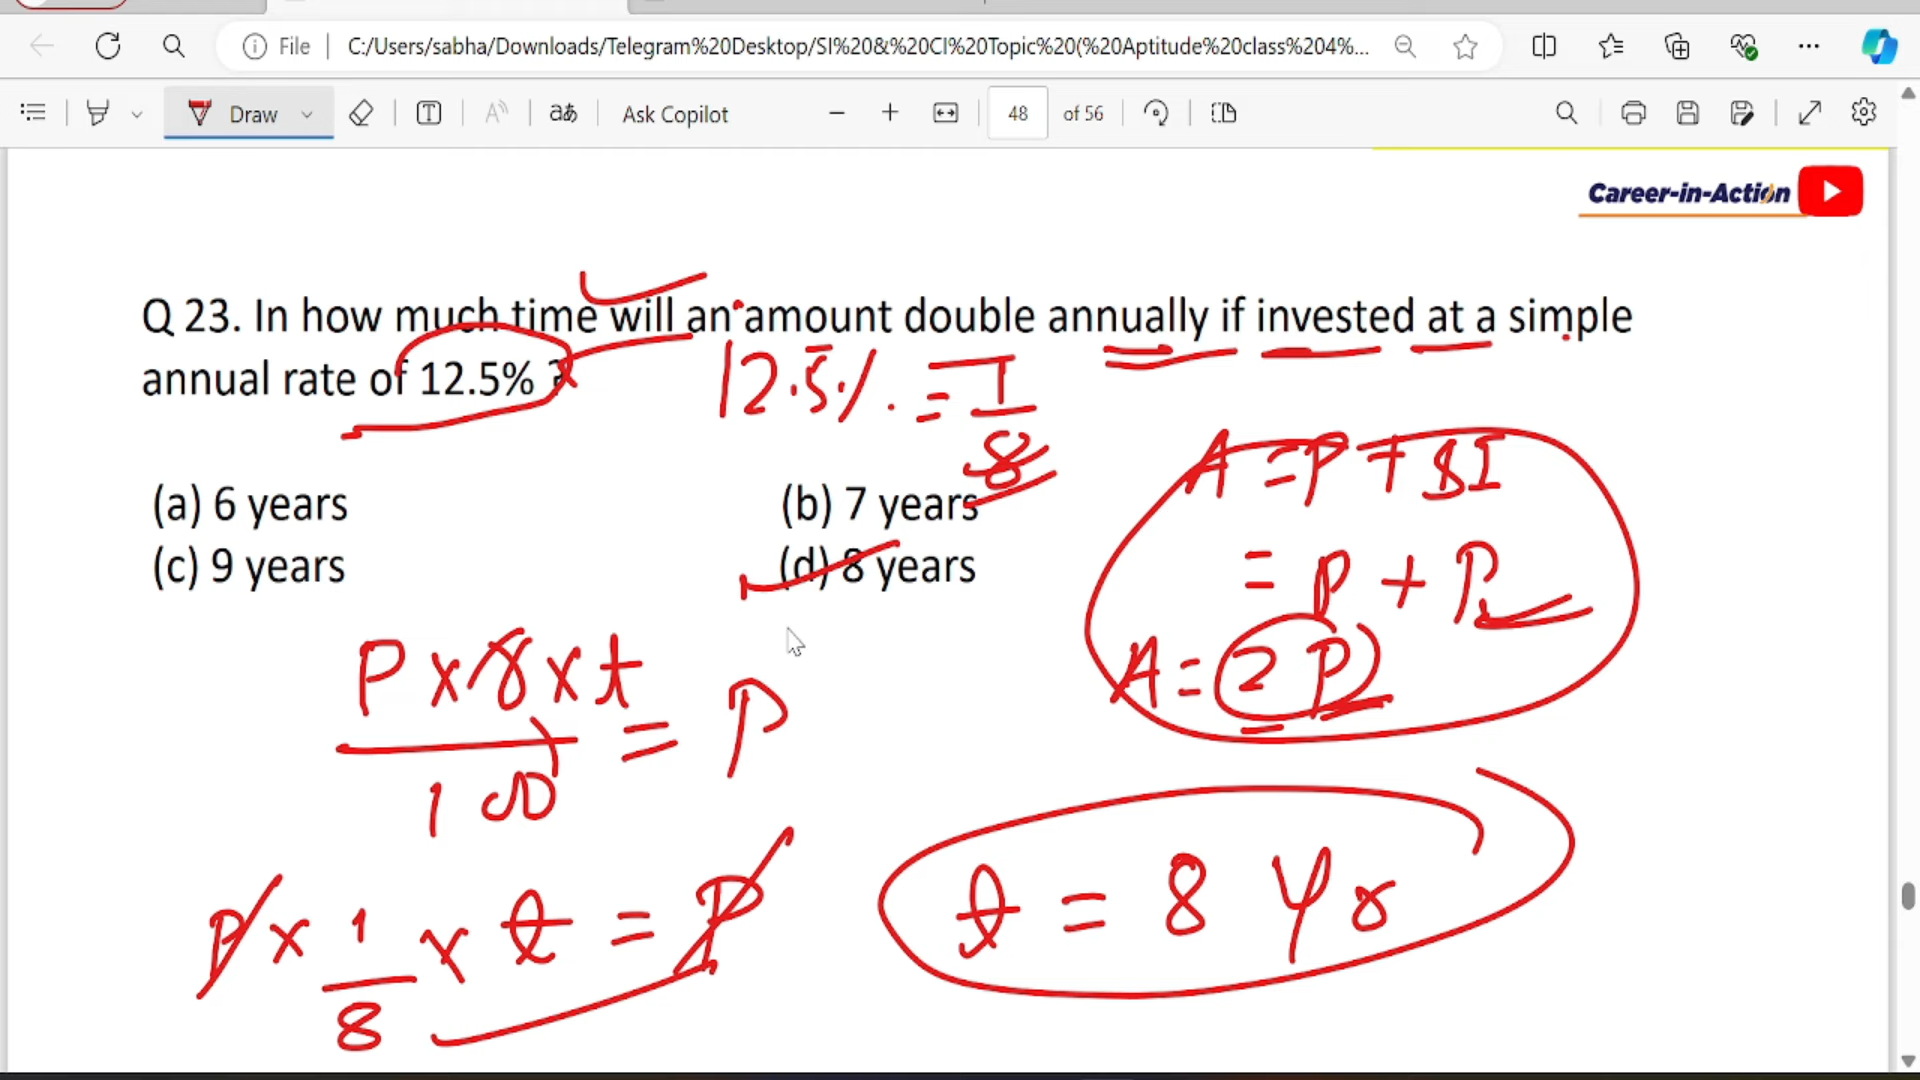 File
C:/Users/sabha/Downloads/Telegram%20Desktop/SI%20&%20CI%20Topic%20(%20Aptitude%20class%204%...
Draw
Ask Copilot
48 of 56
Career-in-Action
Q 23. In how much time will an amount double annually if invested at a simple
annual rate of 12.5% ?
12.5% = 1/8
(a) 6 years
(b) 7 years
(c) 9 years
(d) 8 years
A = P + SI
= P + P
A = 2P
P x r x t / 100 = P
P x 1/8 x t = P
t = 8 yr